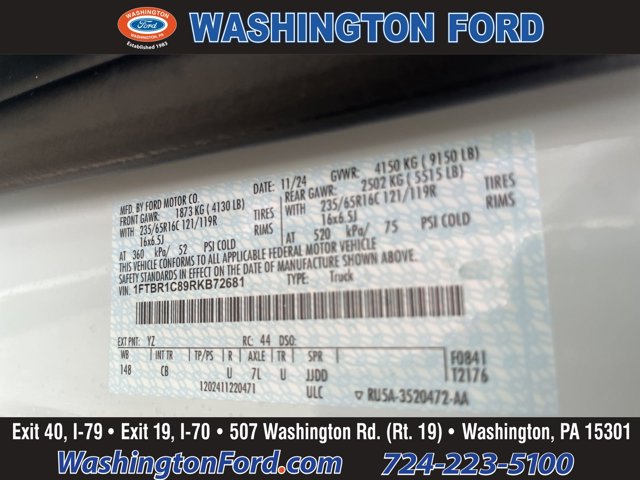 WASHINGTON
Ford
WASHINGTON, PA
Established 1983
WASHINGTON FORD
MFD. BY FORD MOTOR CO.
DATE: 11/24 GVWR: 4150 KG ( 9150 LB)
FRONT GAWR: 1873 KG ( 4130 LB) REAR GAWR: 2502 KG ( 5515 LB)
WITH 235/65R16C 121/119R TIRES WITH 235/65R16C 121/119R TIRES
16x6.5J RIMS 16x6.5J RIMS
AT 360 kPa/ 52 PSI COLD AT 520 kPa/ 75 PSI COLD
THIS VEHICLE CONFORMS TO ALL APPLICABLE FEDERAL MOTOR VEHICLE
SAFETY STANDARDS IN EFFECT ON THE DATE OF MANUFACTURE SHOWN ABOVE.
VIN: 1FTBR1C89RKB72681 TYPE: Truck
EXT PNT: YZ RC: 44 DSO:
WB INT TR TP/PS R AXLE TR SPR F0841
148 CB U 7L U JJDD T2176
1202411220471 ULC ▽ RU5A-3520472-AA
Exit 40, I-79 • Exit 19, I-70 • 507 Washington Rd. (Rt. 19) • Washington, PA 15301
WashingtonFord.com 724-223-5100